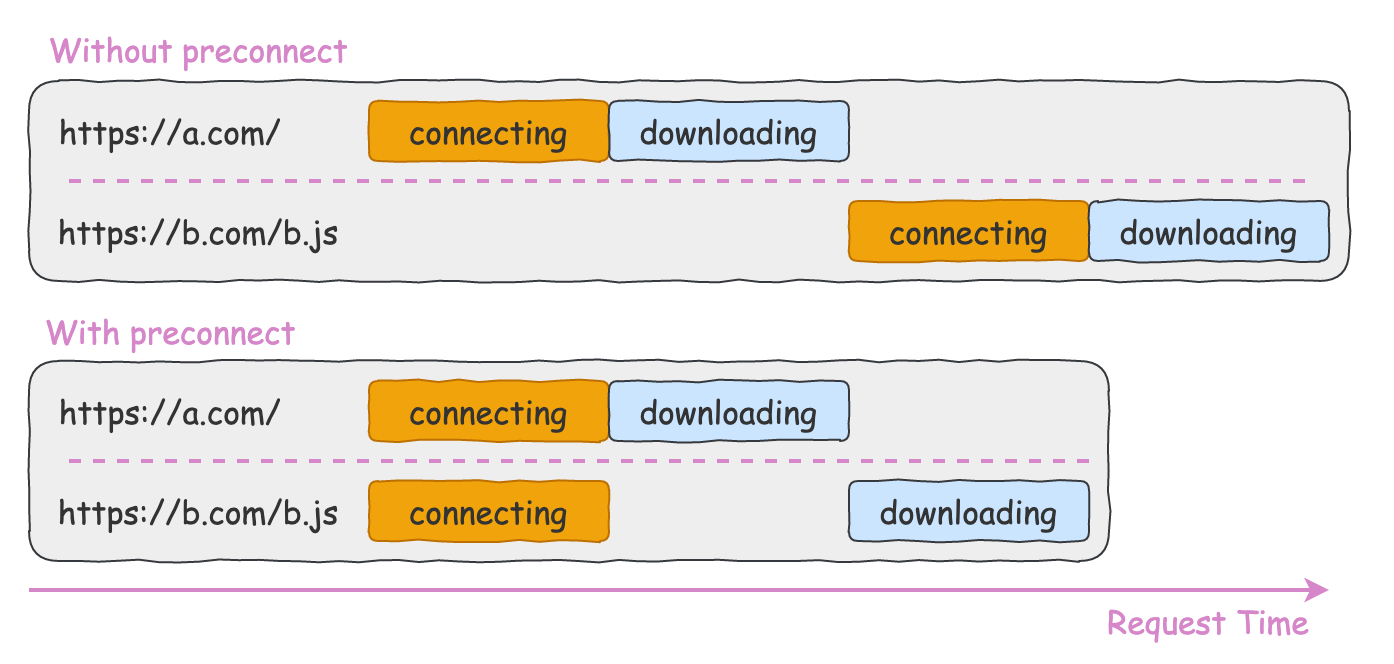 Without preconnect
https://a.com/ connecting downloading
https://b.com/b.js connecting downloading
With preconnect
https://a.com/ connecting downloading
https://b.com/b.js connecting downloading
Request Time